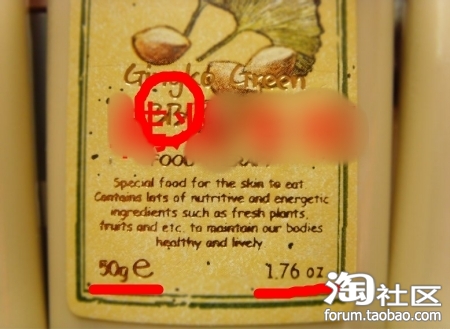 Gingko Green
BB
FOOD
Special food for the skin to eat.
Contains lots of nutritive and energetic
ingredients such as fresh plants,
fruits and etc. to maintain our bodies
healthy and lively
50g e
1.76 oz
淘社区
forum.taobao.com